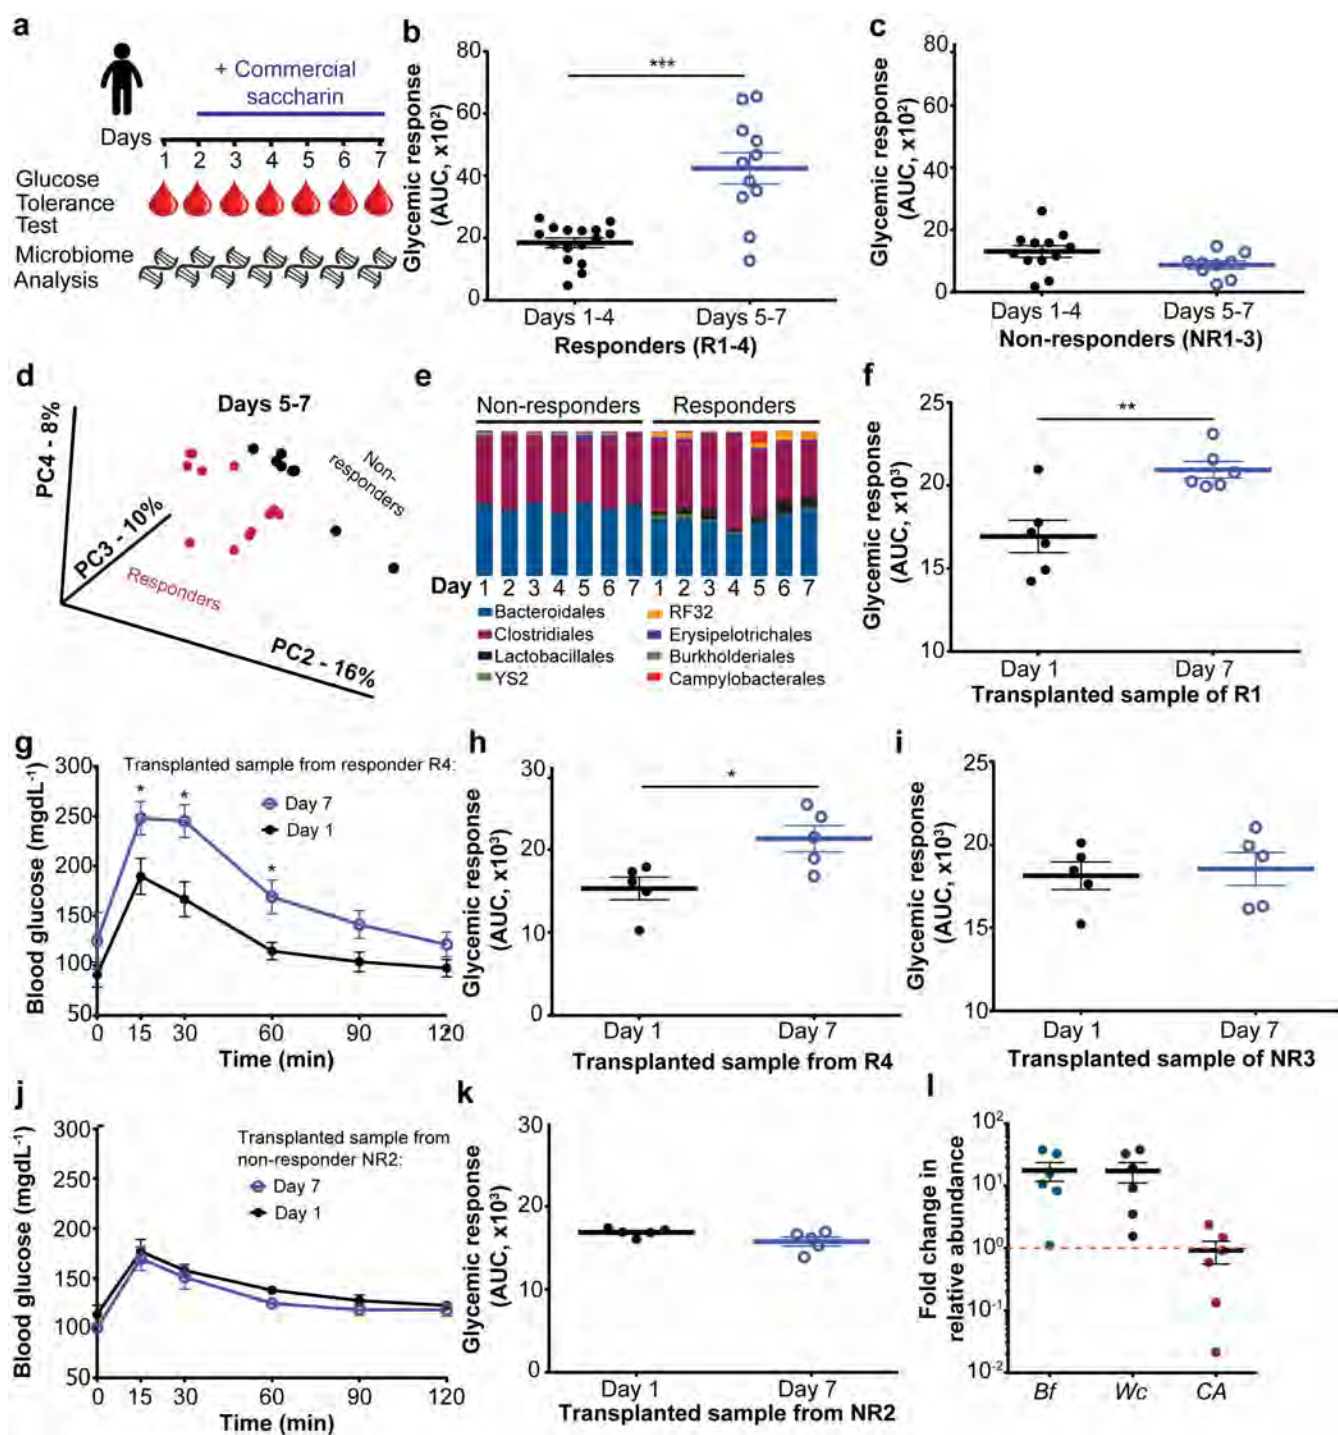 a
+ Commercial
saccharin
Days
1 2 3 4 5 6 7
Glucose
Tolerance
Test
Microbiome
Analysis
b
Glycemic response
(AUC, x10²)
80
60
40
20
0
***
Days 1-4
Days 5-7
Responders (R1-4)
c
Glycemic response
(AUC, x10²)
80
60
40
20
0
Days 1-4
Days 5-7
Non-responders (NR1-3)
d
Days 5-7
PC4 - 8%
PC3 - 10%
PC2 - 16%
Non-
responders
Responders
e
Non-responders
Responders
Day 1 2 3 4 5 6 7 1 2 3 4 5 6 7
Bacteroidales
Clostridiales
Lactobacillales
YS2
RF32
Erysipelotrichales
Burkholderiales
Campylobacterales
f
Glycemic response
(AUC, x10³)
25
20
15
10
**
Day 1
Day 7
Transplanted sample of R1
g
Blood glucose (mgdL⁻¹)
300
250
200
150
100
50
Transplanted sample from responder R4:
Day 7
Day 1
* *
*
0 15 30 60 90 120
Time (min)
h
Glycemic response
(AUC, x10³)
30
20
10
0
*
Day 1
Day 7
Transplanted sample from R4
i
Glycemic response
(AUC, x10³)
25
20
15
10
Day 1
Day 7
Transplanted sample of NR3
j
Blood glucose (mgdL⁻¹)
300
250
200
150
100
50
Transplanted sample from
non-responder NR2:
Day 7
Day 1
0 15 30 60 90 120
Time (min)
k
Glycemic response
(AUC, x10³)
30
20
10
0
Day 1
Day 7
Transplanted sample from NR2
l
Fold change in
relative abundance
10²
10¹
10⁰
10⁻¹
10⁻²
Bf
Wc
CA